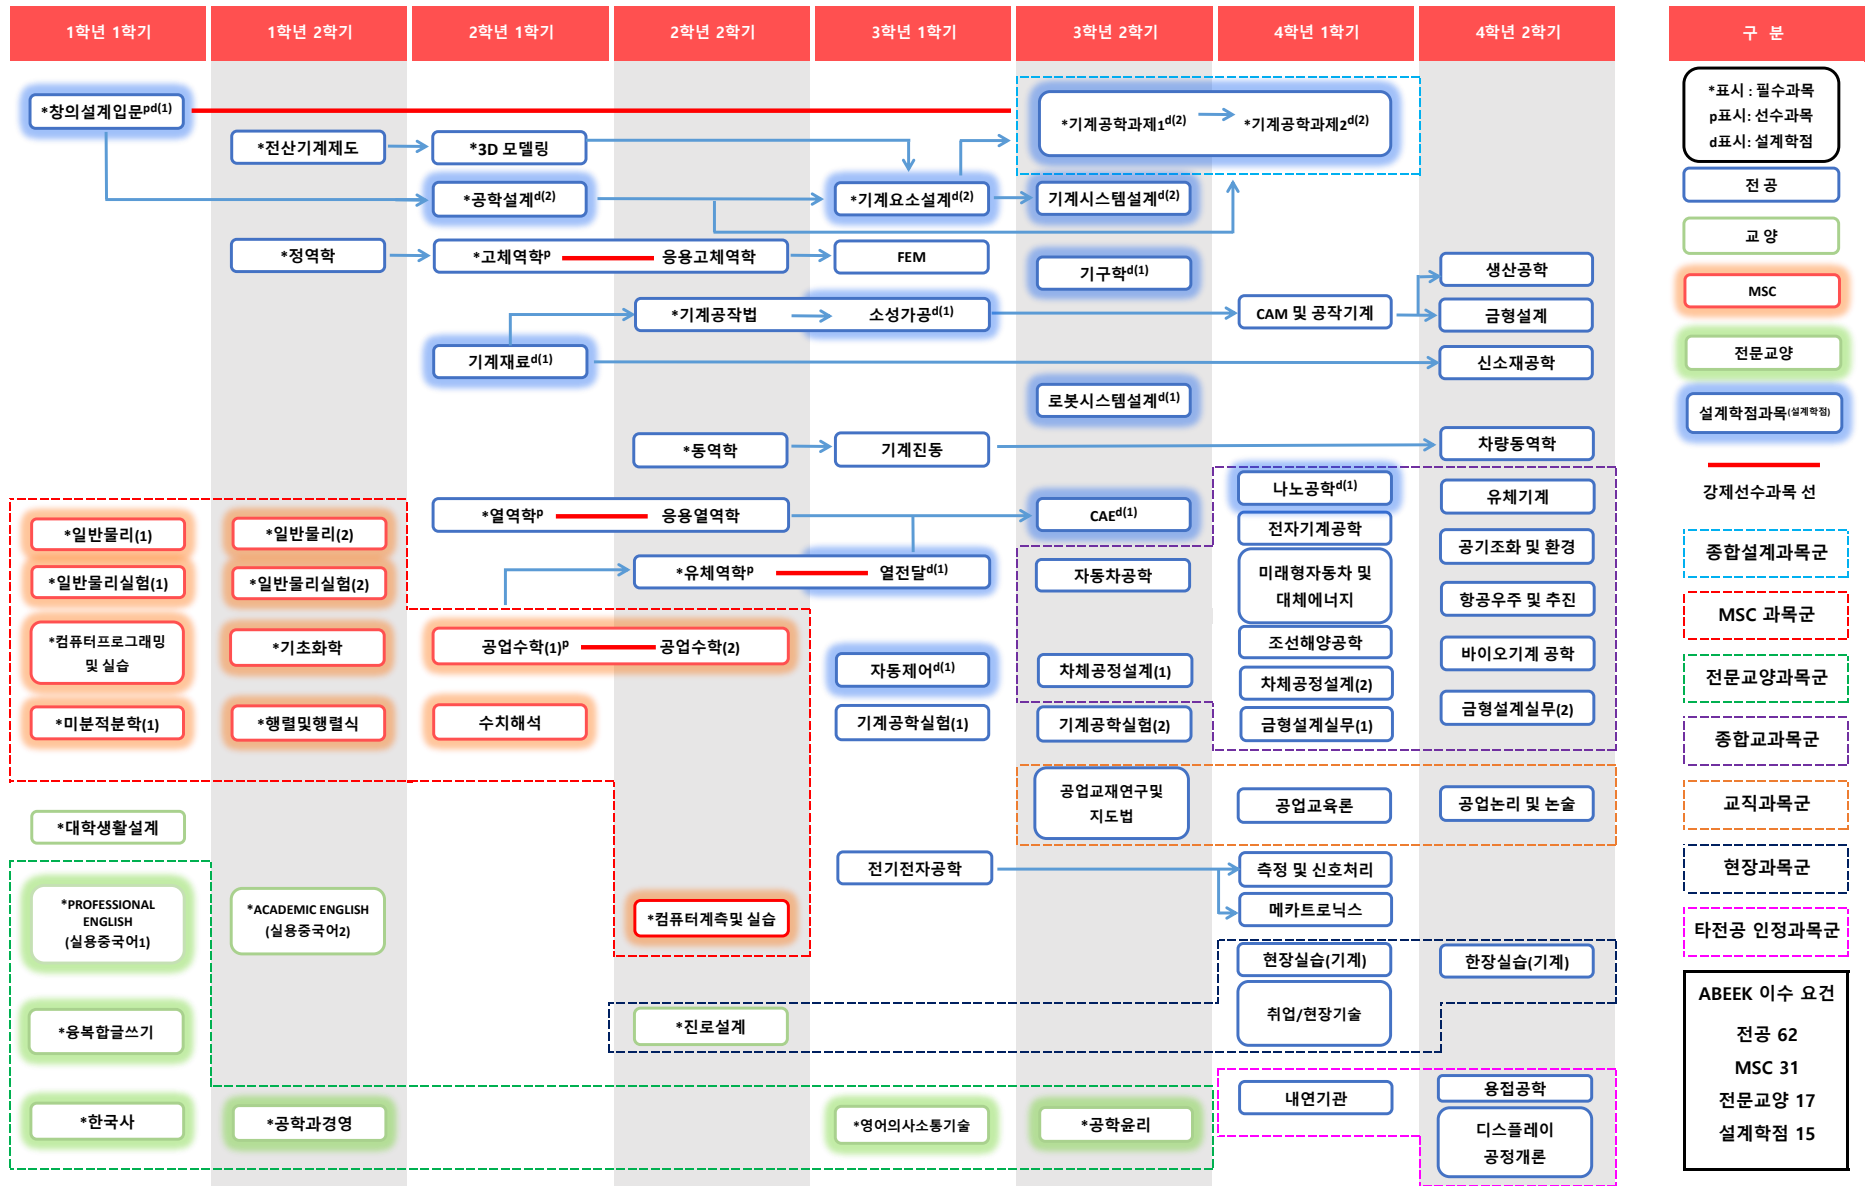 1학년 1학기
1학년 2학기
2학년 1학기
2학년 2학기
3학년 1학기
3학년 2학기
4학년 1학기
4학년 2학기
구 분
*창의설계입문pd(1)
*전산기계제도
*3D 모델링
*기계공학과제1d(2)
*기계공학과제2d(2)
*공학설계d(2)
*기계요소설계d(2)
기계시스템설계d(2)
*정역학
*고체역학p
응용고체역학
FEM
기구학d(1)
생산공학
*기계공작법
소성가공d(1)
CAM 및 공작기계
금형설계
기계재료d(1)
신소재공학
로봇시스템설계d(1)
*동역학
기계진동
차량동역학
*열역학p
응용열역학
CAEd(1)
나노공학d(1)
유체기계
*일반물리(1)
*일반물리(2)
전자기계공학
공기조화 및 환경
*일반물리실험(1)
*일반물리실험(2)
*유체역학p
열전달d(1)
자동차공학
미래형자동차 및
대체에너지
항공우주 및 추진
*컴퓨터프로그래밍
및 실습
*기초화학
공업수학(1)p
공업수학(2)
조선해양공학
바이오기계 공학
자동제어d(1)
차체공정설계(1)
차체공정설계(2)
*미분적분학(1)
*행렬및행렬식
수치해석
기계공학실험(1)
기계공학실험(2)
금형설계실무(1)
금형설계실무(2)
*대학생활설계
공업교재연구및
지도법
공업교육론
공업논리 및 논술
전기전자공학
측정 및 신호처리
메카트로닉스
*PROFESSIONAL
ENGLISH
(실용중국어1)
*ACADEMIC ENGLISH
(실용중국어2)
*컴퓨터계측및 실습
현장실습(기계)
한장실습(기계)
*융복합글쓰기
*진로설계
취업/현장기술
내연기관
용접공학
*한국사
*공학과경영
*영어의사소통기술
*공학윤리
디스플레이
공정개론
*표시 : 필수과목
p표시: 선수과목
d표시: 설계학점
전 공
교 양
MSC
전문교양
설계학점과목(설계학점)
강제선수과목 선
종합설계과목군
MSC 과목군
전문교양과목군
종합교과목군
교직과목군
현장과목군
타전공 인정과목군
ABEEK 이수 요건
전공 62
MSC 31
전문교양 17
설계학점 15